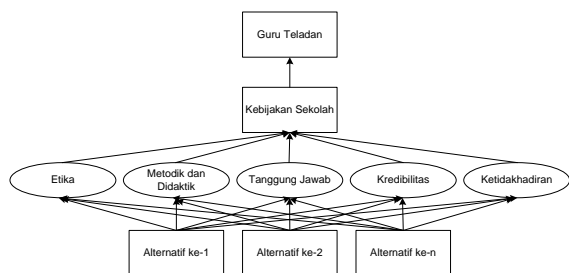 Guru Teladan
Kebijakan Sekolah
Etika
Metodik dan
Didaktik
Tanggung Jawab
Kredibilitas
Ketidakhadiran
Alternatif ke-1
Alternatif ke-2
Alternatif ke-n